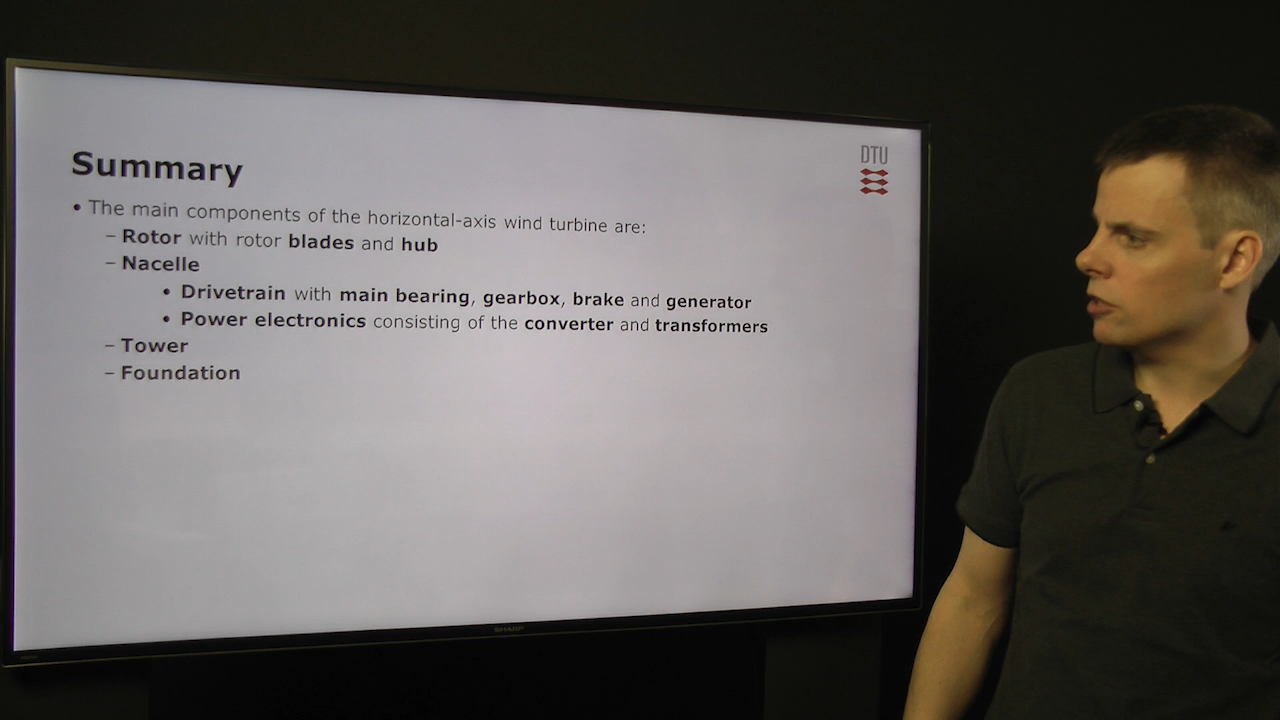 Summary
DTU
• The main components of the horizontal-axis wind turbine are:
– Rotor with rotor blades and hub
– Nacelle
• Drivetrain with main bearing, gearbox, brake and generator
• Power electronics consisting of the converter and transformers
– Tower
– Foundation
SHARP